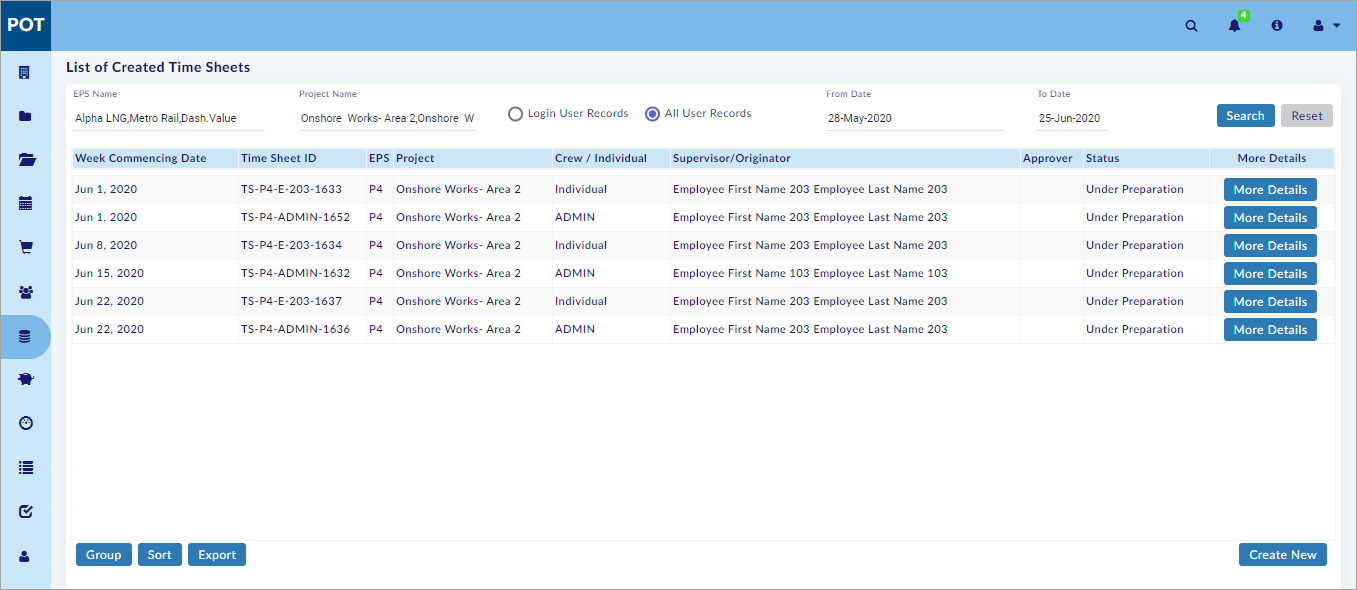 POT
4
List of Created Time Sheets
EPS Name Project Name From Date To Date
Alpha LNG,Metro Rail,Dash.Value Onshore Works- Area 2,Onshore W Login User Records All User Records 28-May-2020 25-Jun-2020 Search Reset
Week Commencing Date Time Sheet ID EPS Project Crew / Individual Supervisor/Originator Approver Status More Details
Jun 1, 2020 TS-P4-E-203-1633 P4 Onshore Works- Area 2 Individual Employee First Name 203 Employee Last Name 203 Under Preparation More Details
Jun 1, 2020 TS-P4-ADMIN-1652 P4 Onshore Works- Area 2 ADMIN Employee First Name 203 Employee Last Name 203 Under Preparation More Details
Jun 8, 2020 TS-P4-E-203-1634 P4 Onshore Works- Area 2 Individual Employee First Name 203 Employee Last Name 203 Under Preparation More Details
Jun 15, 2020 TS-P4-ADMIN-1632 P4 Onshore Works- Area 2 ADMIN Employee First Name 103 Employee Last Name 103 Under Preparation More Details
Jun 22, 2020 TS-P4-E-203-1637 P4 Onshore Works- Area 2 Individual Employee First Name 203 Employee Last Name 203 Under Preparation More Details
Jun 22, 2020 TS-P4-ADMIN-1636 P4 Onshore Works- Area 2 ADMIN Employee First Name 203 Employee Last Name 203 Under Preparation More Details
Group Sort Export Create New